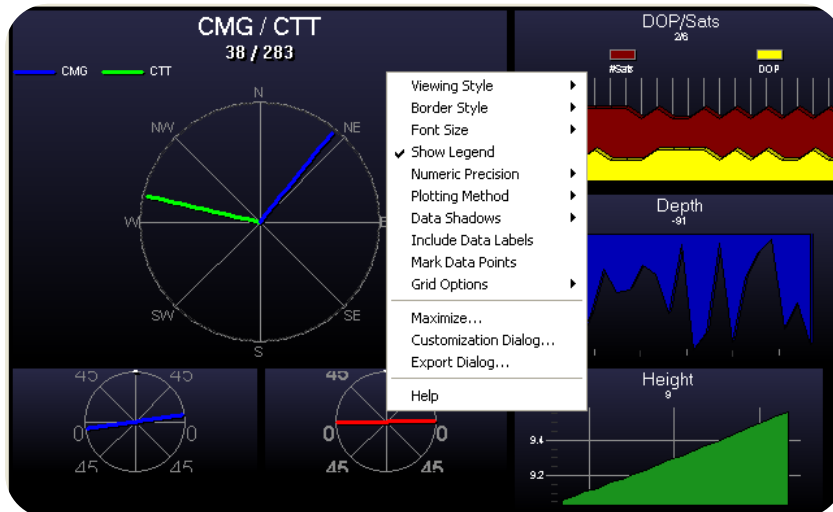 CMG / CTT
38 / 283
CMG CTT
N
NW NE
W E
SW SE
S
45 45
0 0
45 45
45
0 0
45 45
Viewing Style
Border Style
Font Size
Show Legend
Numeric Precision
Plotting Method
Data Shadows
Include Data Labels
Mark Data Points
Grid Options
Maximize...
Customization Dialog...
Export Dialog...
Help
DOP/Sats
2/6
#Sats DOP
Depth
-91
Height
9
9.4
9.2